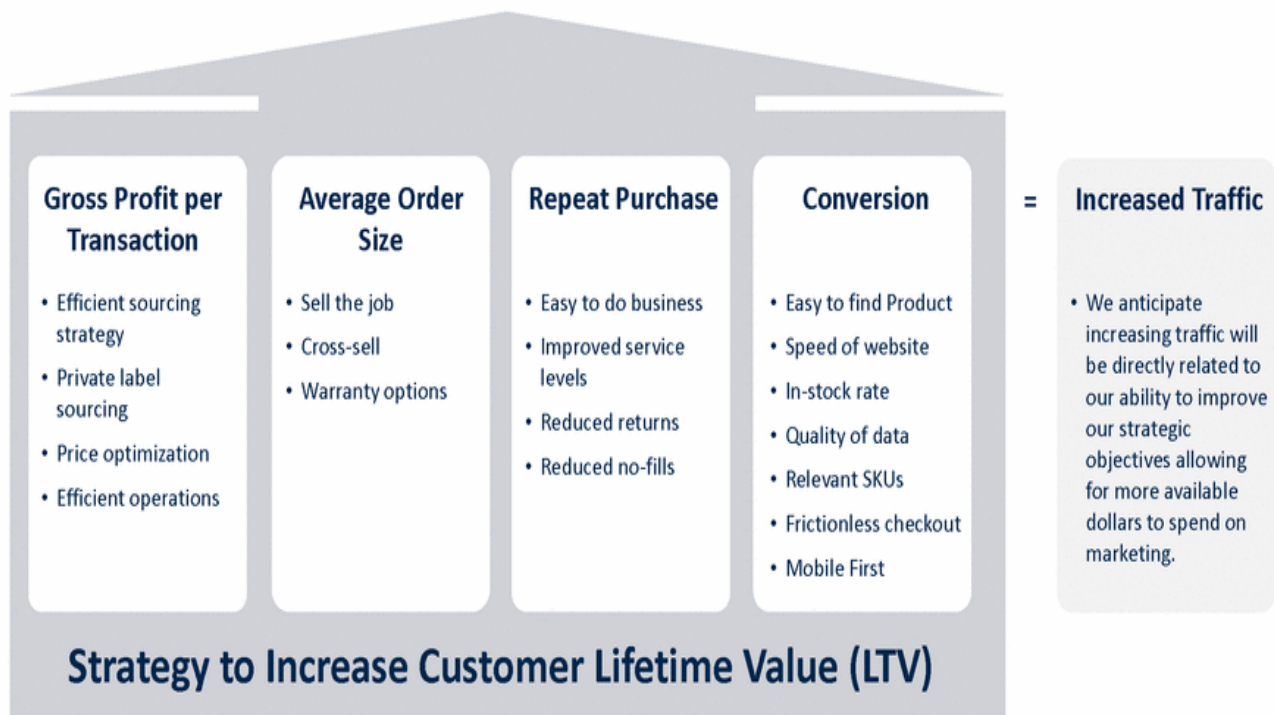 Gross Profit per
Transaction
• Efficient sourcing
strategy
• Private label
sourcing
• Price optimization
• Efficient operations
Average Order
Size
• Sell the job
• Cross-sell
• Warranty options
Repeat Purchase
• Easy to do business
• Improved service
levels
• Reduced returns
• Reduced no-fills
Conversion
• Easy to find Product
• Speed of website
• In-stock rate
• Quality of data
• Relevant SKUs
• Frictionless checkout
• Mobile First
=
Increased Traffic
• We anticipate
increasing traffic will
be directly related to
our ability to improve
our strategic
objectives allowing
for more available
dollars to spend on
marketing.
Strategy to Increase Customer Lifetime Value (LTV)